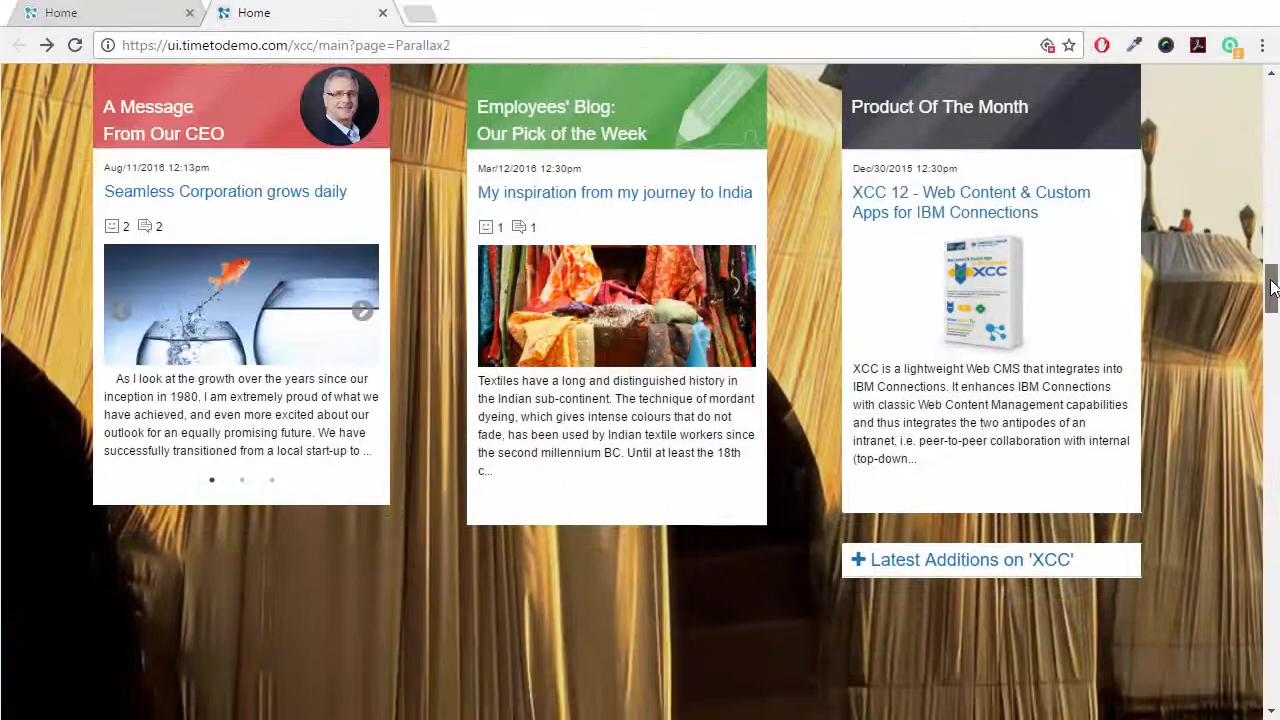 Home
Home
https://ui.timetodemo.com/xcc/main?page=Parallax2
A Message
From Our CEO
Aug/11/2016 12:13pm
Seamless Corporation grows daily
2 2
As I look at the growth over the years since our
inception in 1980, I am extremely proud of what we
have achieved, and even more excited about our
outlook for an equally promising future. We have
successfully transitioned from a local start-up to ...
Employees' Blog:
Our Pick of the Week
Mar/12/2016 12:30pm
My inspiration from my journey to India
1 1
Textiles have a long and distinguished history in
the Indian sub-continent. The technique of mordant
dyeing, which gives intense colours that do not
fade, has been used by Indian textile workers since
the second millennium BC. Until at least the 18th
c...
Product Of The Month
Dec/30/2015 12:30pm
XCC 12 - Web Content & Custom
Apps for IBM Connections
XCC
XCC is a lightweight Web CMS that integrates into
IBM Connections. It enhances IBM Connections
with classic Web Content Management capabilities
and thus integrates the two antipodes of an
intranet, i.e. peer-to-peer collaboration with internal
(top-down...
Latest Additions on 'XCC'